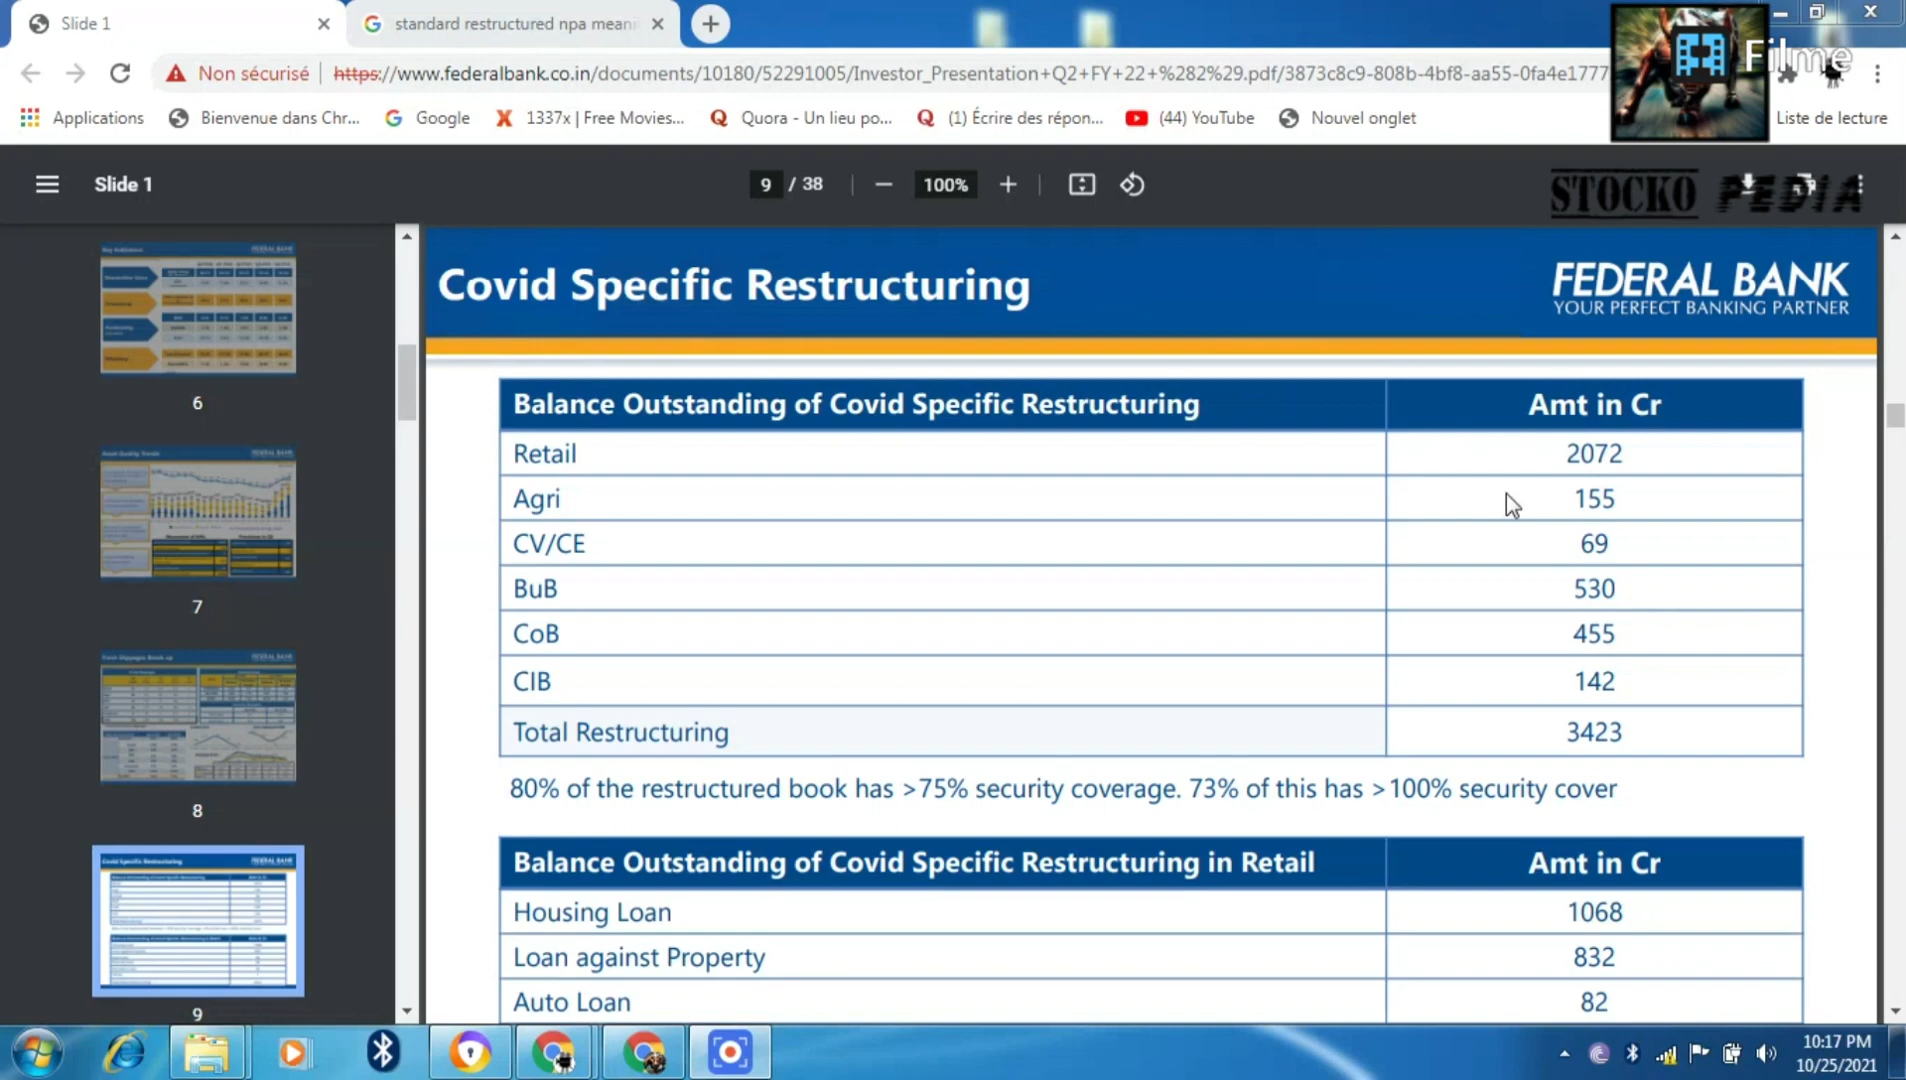 Slide 1
standard restructured npa meani
Filme
Non sécurisé
https://www.federalbank.co.in/documents/10180/52291005/Investor_Presentation+Q2+FY+22+%282%29.pdf/3873c8c9-808b-4bf8-aa55-0fa4e1777
Applications
Bienvenue dans Chr...
Google
1337x | Free Movies...
Quora - Un lieu po...
(1) Écrire des répon...
(44) YouTube
Nouvel onglet
Liste de lecture
Slide 1
9 / 38
100%
STOCKO PEDIA
6
7
8
9
Covid Specific Restructuring
FEDERAL BANK
YOUR PERFECT BANKING PARTNER
Balance Outstanding of Covid Specific Restructuring Amt in Cr
Retail 2072
Agri 155
CV/CE 69
BuB 530
CoB 455
CIB 142
Total Restructuring 3423
80% of the restructured book has >75% security coverage. 73% of this has >100% security cover
Balance Outstanding of Covid Specific Restructuring in Retail Amt in Cr
Housing Loan 1068
Loan against Property 832
Auto Loan 82
10:17 PM
10/25/2021